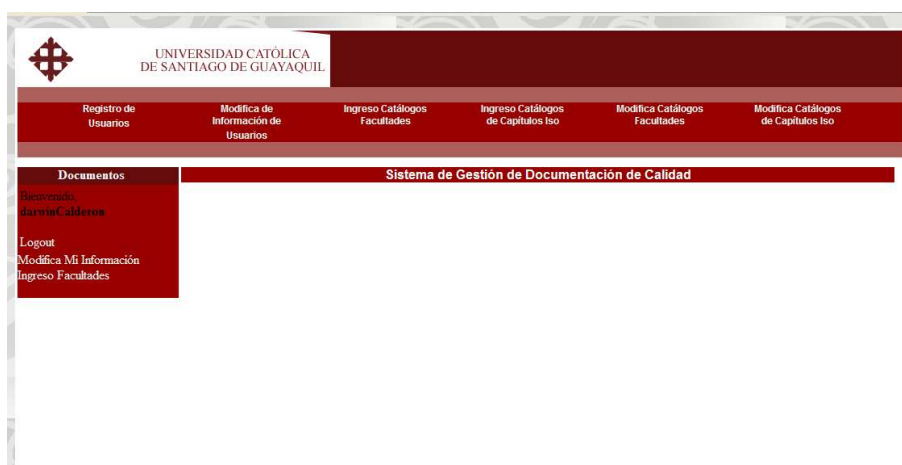 UNIVERSIDAD CATÓLICA
DE SANTIAGO DE GUAYAQUIL
Registro de
Usuarios
Modifica de
Información de
Usuarios
Ingreso Catálogos
Facultades
Ingreso Catálogos
de Capítulos Iso
Modifica Catálogos
Facultades
Modifica Catálogos
de Capítulos Iso
Documentos
Sistema de Gestión de Documentación de Calidad
Bienvenido,
darwinCalderon
Logout
Modifica Mi Información
Ingreso Facultades